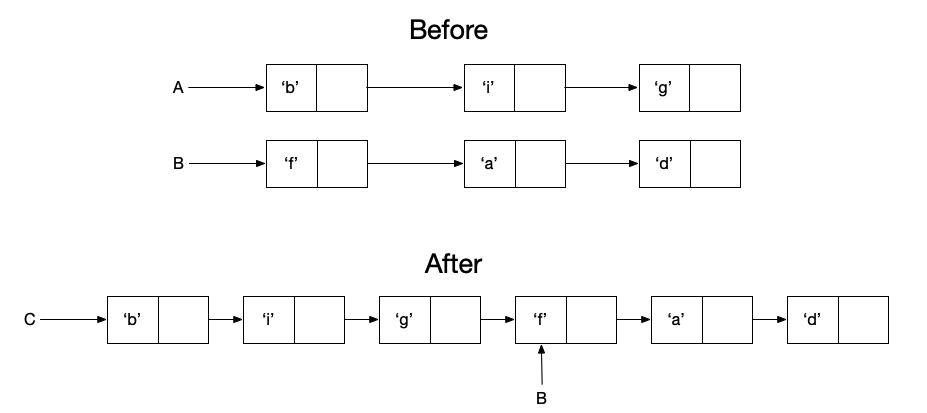 Before
A ‘b’ ‘i’ ‘g’
B ‘f’ ‘a’ ‘d’
After
C ‘b’ ‘i’ ‘g’ ‘f’ ‘a’ ‘d’
B